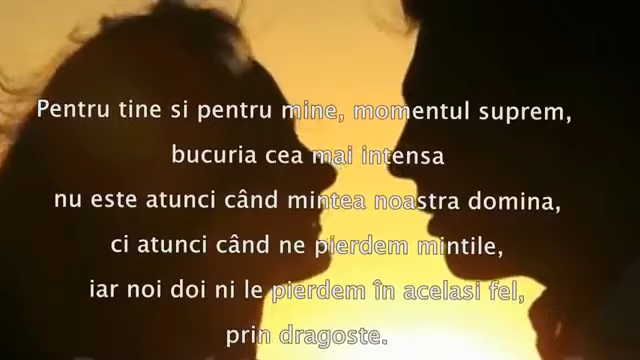 Pentru tine si pentru mine, momentul suprem,
bucuria cea mai intensa
nu este atunci când mintea noastra domina,
ci atunci când ne pierdem mintile,
iar noi doi ni le pierdem în acelasi fel,
prin dragoste.